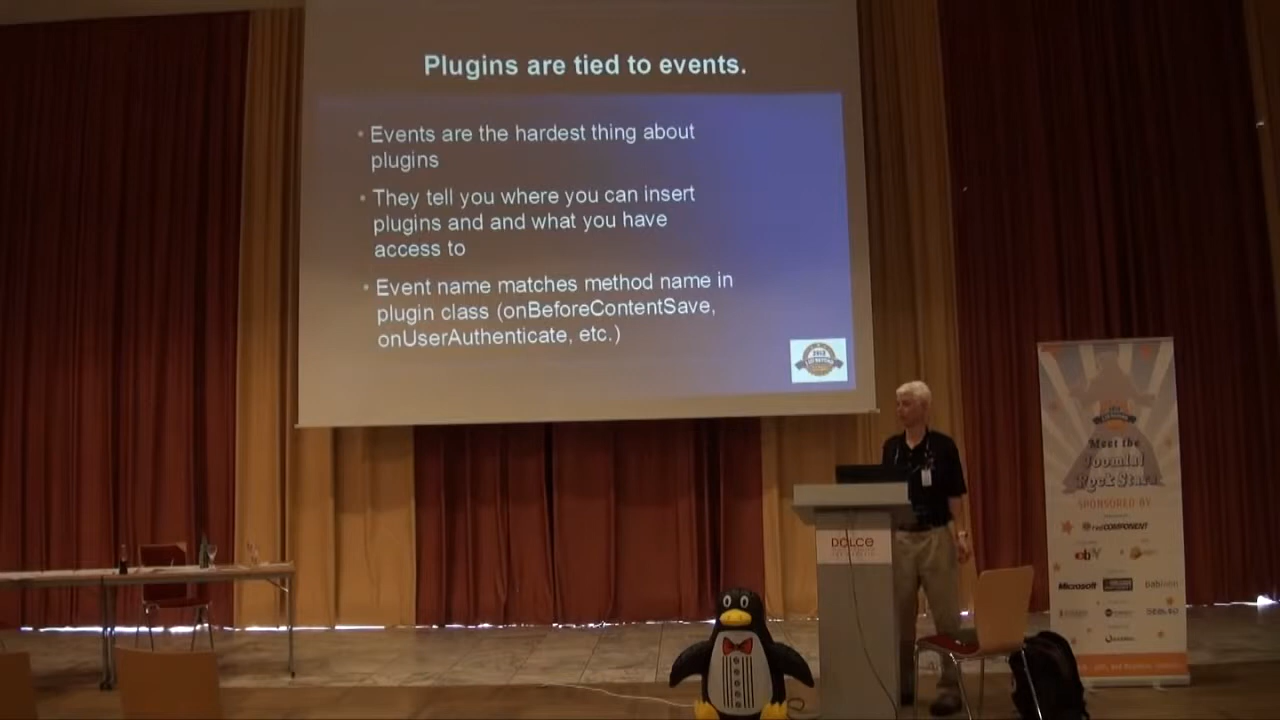 Plugins are tied to events.
• Events are the hardest thing about
plugins
• They tell you where you can insert
plugins and and what you have
access to
• Event name matches method name in
plugin class (onBeforeContentSave,
onUserAuthenticate, etc.)
2013
DOLCE
Meet the
Joomla!
Rock Stars
SPONSORED BY
redCOMPONENT
ebY
Microsoft